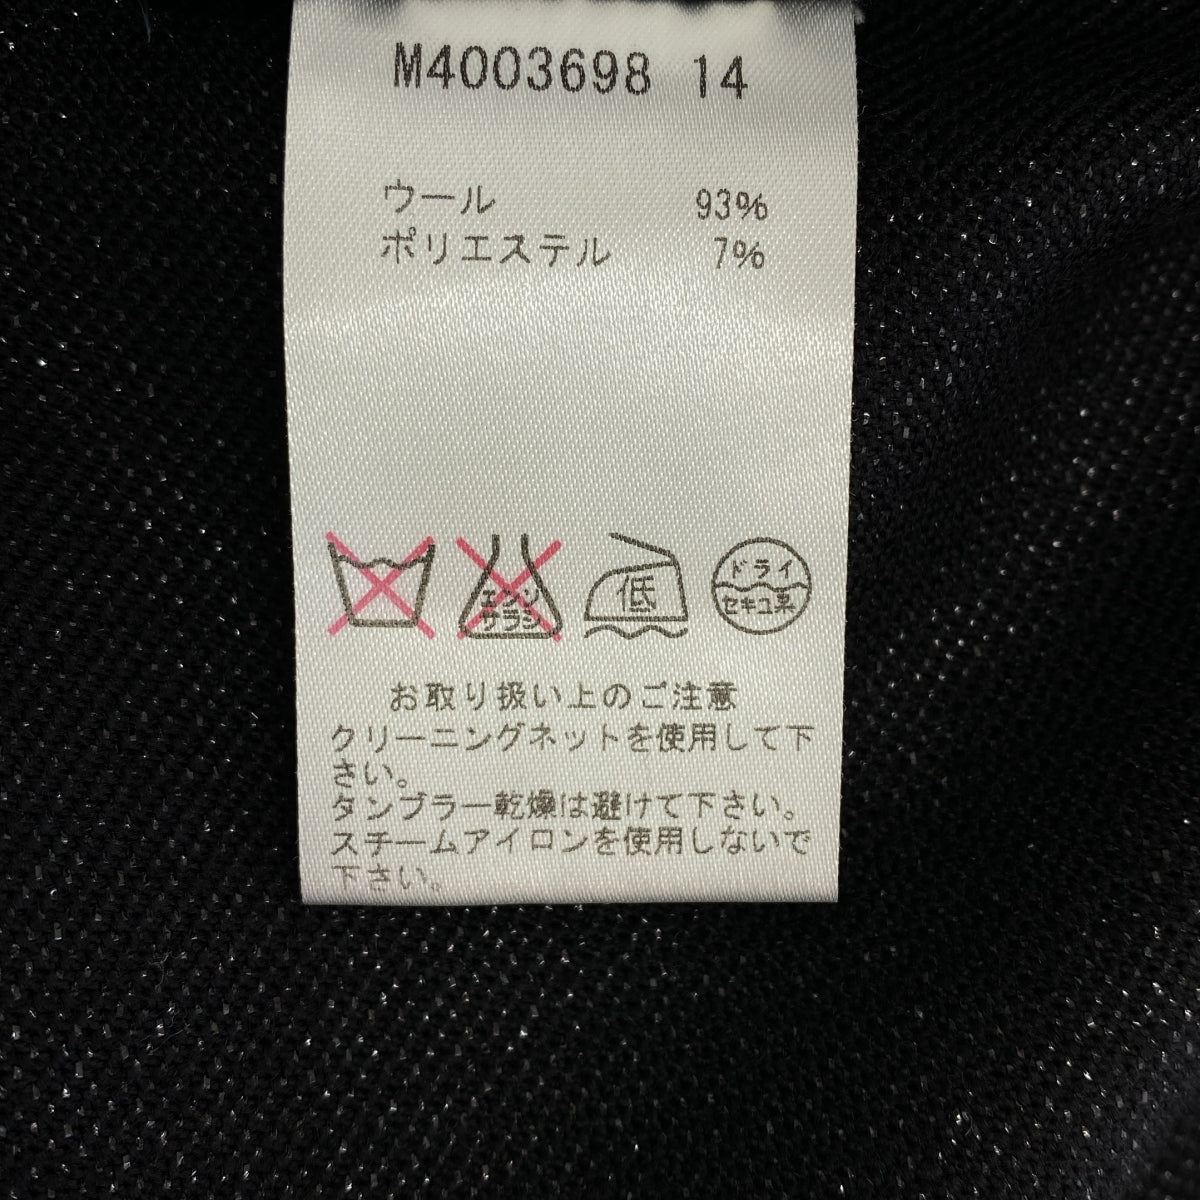 M4003698 14
ウール 93%
ポリエステル 7%
エンソ
サラシ
低
ドライ
セキユ系
お取り扱い上のご注意
クリーニングネットを使用して下
さい。
タンブラー乾燥は避けて下さい。
スチームアイロンを使用しないで
下さい。